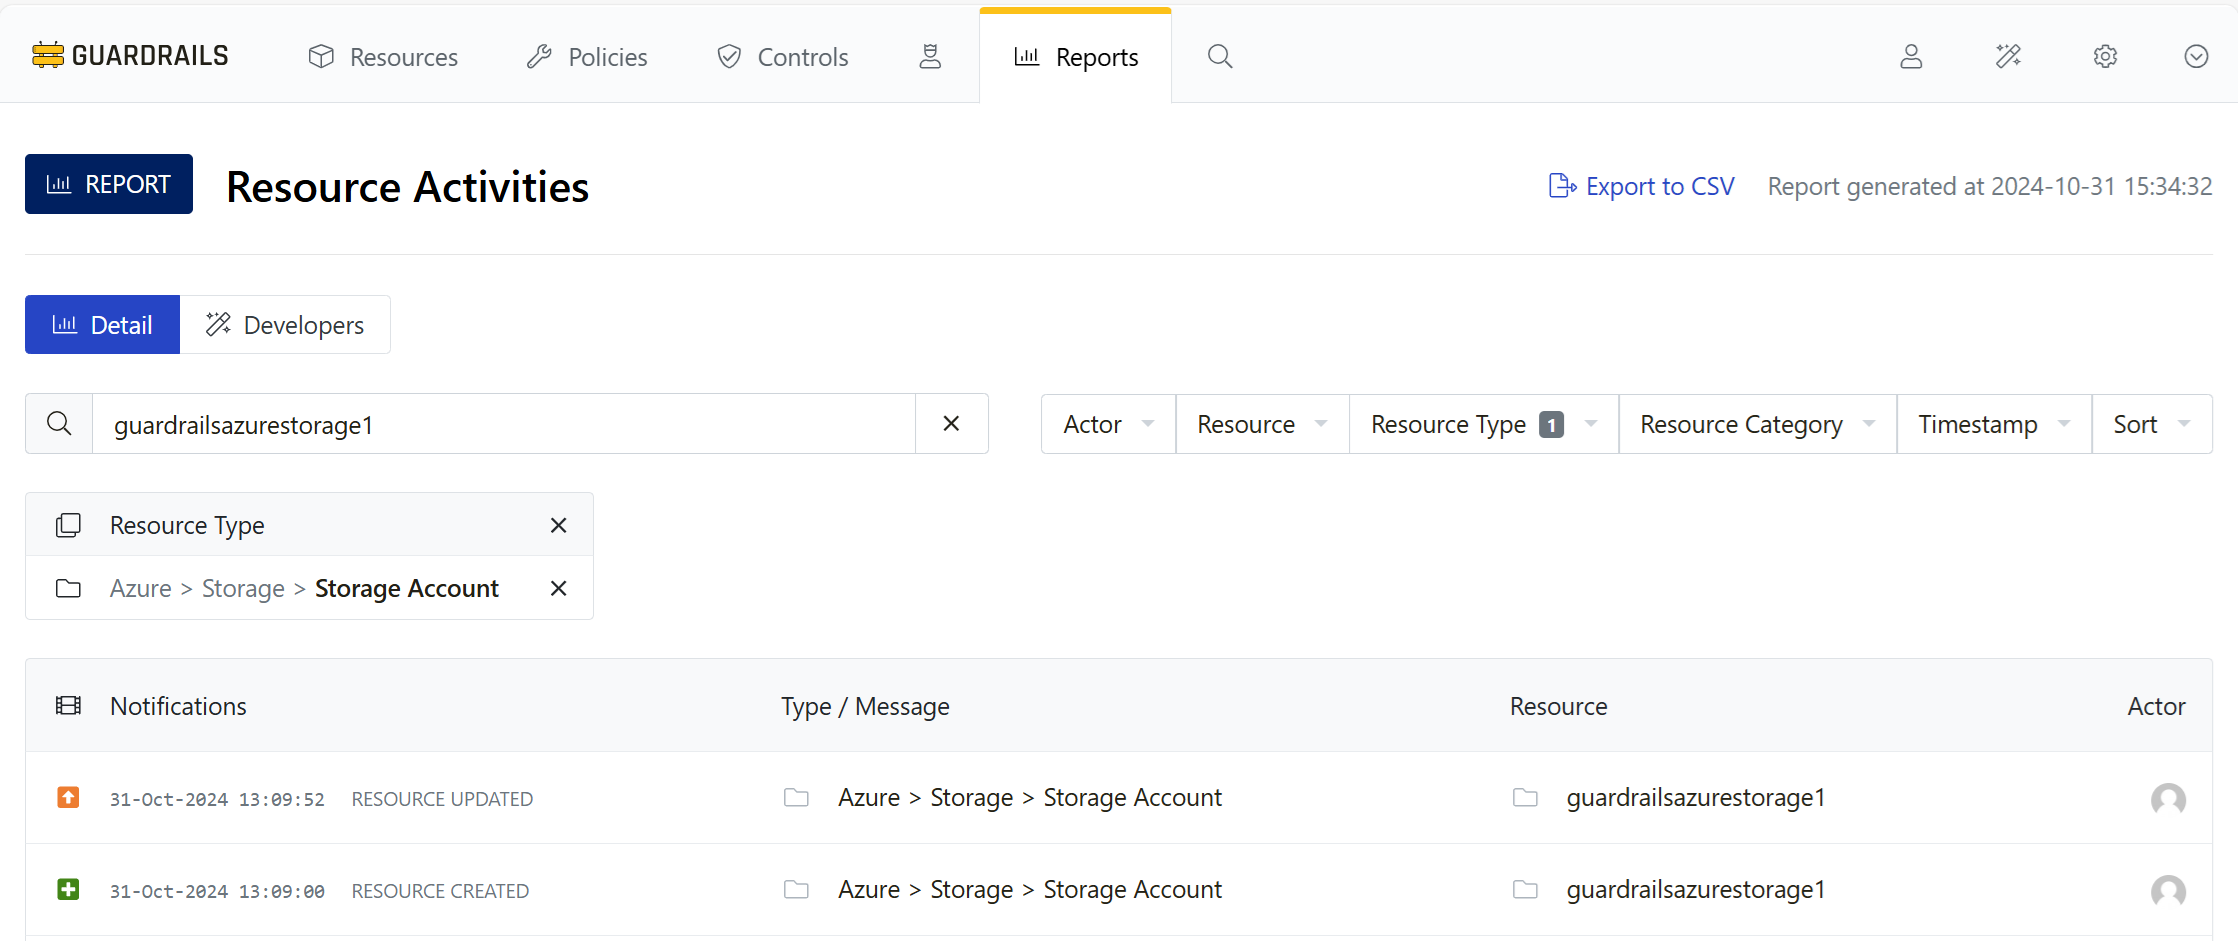 GUARDRAILS Resources Policies Controls Reports
REPORT Resource Activities Export to CSV Report generated at 2024-10-31 15:34:32
Detail Developers
guardrailsazurestorage1 Actor Resource Resource Type 1 Resource Category Timestamp Sort
Resource Type
Azure > Storage > Storage Account
Notifications Type / Message Resource Actor
31-Oct-2024 13:09:52 RESOURCE UPDATED Azure > Storage > Storage Account guardrailsazurestorage1
31-Oct-2024 13:09:00 RESOURCE CREATED Azure > Storage > Storage Account guardrailsazurestorage1